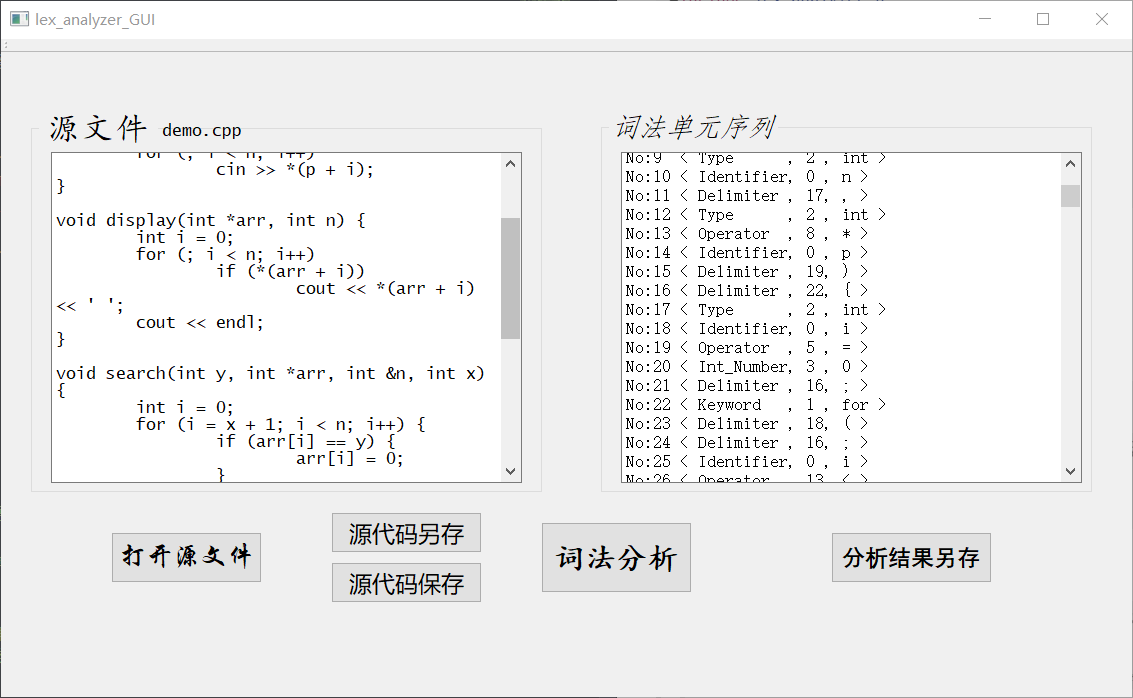 lex_analyzer_GUI
源文件 demo.cpp
for (; i < n; i++)
cin >> *(p + i);
}
void display(int *arr, int n) {
int i = 0;
for (; i < n; i++)
if (*(arr + i))
cout << *(arr + i)
<< ' ';
cout << endl;
}
void search(int y, int *arr, int &n, int x)
{
int i = 0;
for (i = x + 1; i < n; i++) {
if (arr[i] == y) {
arr[i] = 0;
}
词法单元序列
No:9 < Type , 2 , int >
No:10 < Identifier, 0 , n >
No:11 < Delimiter , 17, , >
No:12 < Type , 2 , int >
No:13 < Operator , 8 , * >
No:14 < Identifier, 0 , p >
No:15 < Delimiter , 19, ) >
No:16 < Delimiter , 22, { >
No:17 < Type , 2 , int >
No:18 < Identifier, 0 , i >
No:19 < Operator , 5 , = >
No:20 < Int_Number, 3 , 0 >
No:21 < Delimiter , 16, ; >
No:22 < Keyword , 1 , for >
No:23 < Delimiter , 18, ( >
No:24 < Delimiter , 16, ; >
No:25 < Identifier, 0 , i >
No:26 < Operator , 13, < >
打开源文件
源代码另存
源代码保存
词法分析
分析结果另存